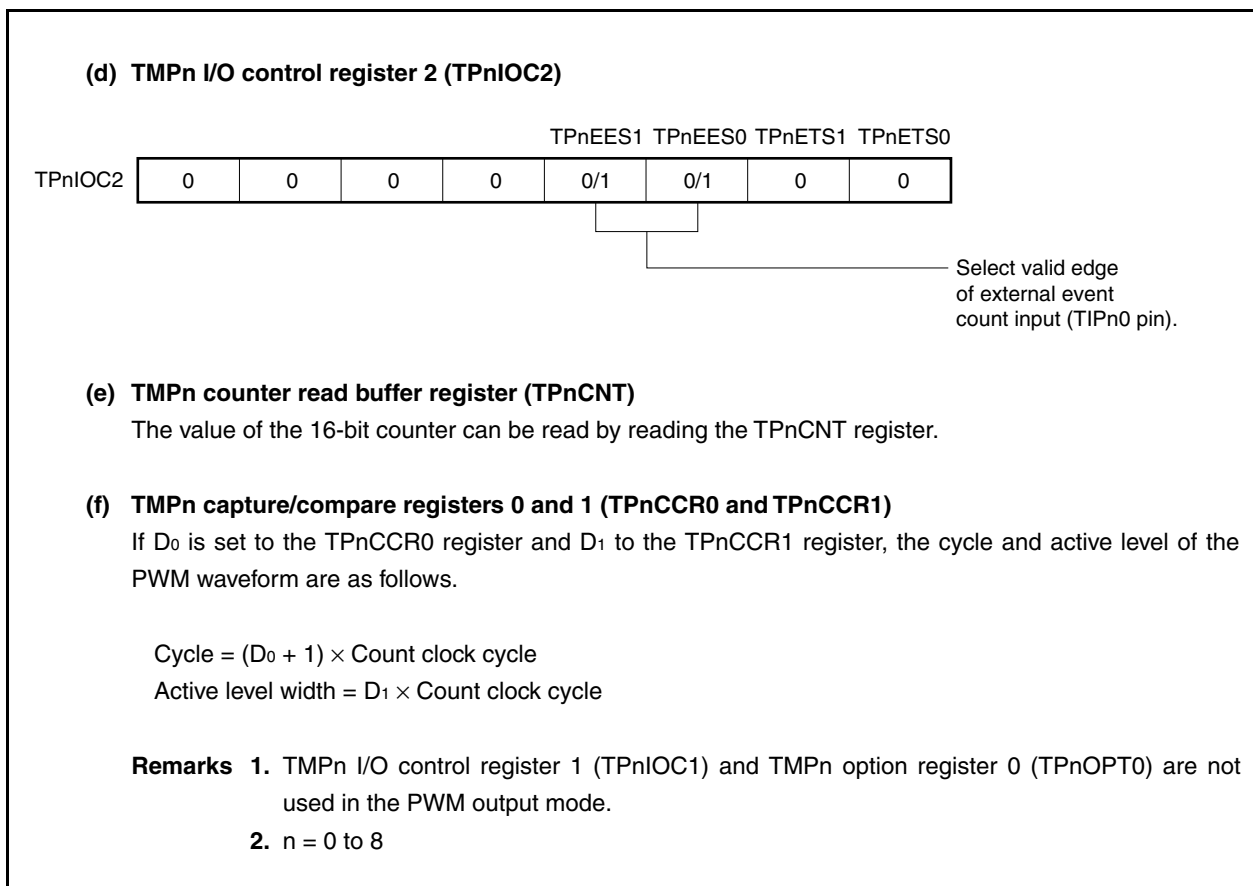 (d) TMPn I/O control register 2 (TPnIOC2)
TPnEES1 TPnEES0 TPnETS1 TPnETS0
TPnIOC2 0 0 0 0 0/1 0/1 0 0
Select valid edge
of external event
count input (TIPn0 pin).
(e) TMPn counter read buffer register (TPnCNT)
The value of the 16-bit counter can be read by reading the TPnCNT register.
(f) TMPn capture/compare registers 0 and 1 (TPnCCR0 and TPnCCR1)
If D₀ is set to the TPnCCR0 register and D₁ to the TPnCCR1 register, the cycle and active level of the
PWM waveform are as follows.
Cycle = (D₀ + 1) × Count clock cycle
Active level width = D₁ × Count clock cycle
Remarks 1. TMPn I/O control register 1 (TPnIOC1) and TMPn option register 0 (TPnOPT0) are not
used in the PWM output mode.
2. n = 0 to 8